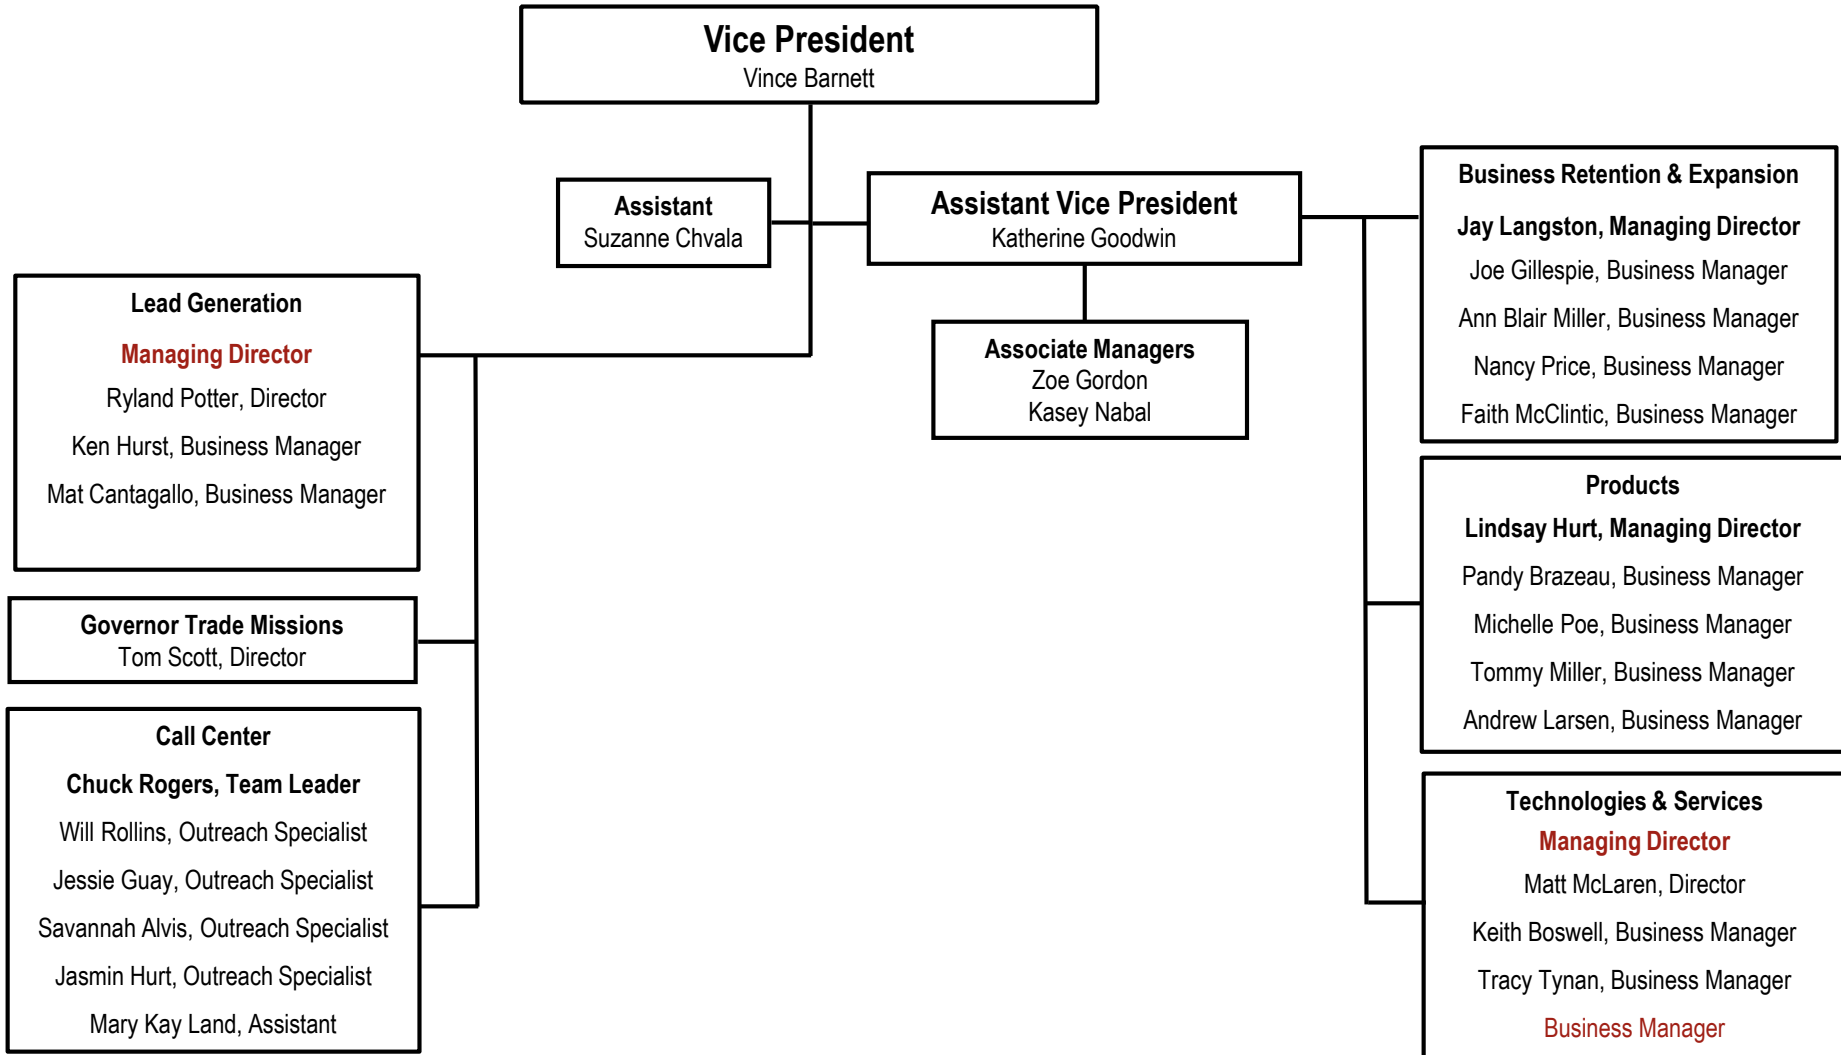 Vice President
Vince Barnett
Assistant
Suzanne Chvala
Assistant Vice President
Katherine Goodwin
Associate Managers
Zoe Gordon
Kasey Nabal
Lead Generation
Managing Director
Ryland Potter, Director
Ken Hurst, Business Manager
Mat Cantagallo, Business Manager
Governor Trade Missions
Tom Scott, Director
Call Center
Chuck Rogers, Team Leader
Will Rollins, Outreach Specialist
Jessie Guay, Outreach Specialist
Savannah Alvis, Outreach Specialist
Jasmin Hurt, Outreach Specialist
Mary Kay Land, Assistant
Business Retention & Expansion
Jay Langston, Managing Director
Joe Gillespie, Business Manager
Ann Blair Miller, Business Manager
Nancy Price, Business Manager
Faith McClintic, Business Manager
Products
Lindsay Hurt, Managing Director
Pandy Brazeau, Business Manager
Michelle Poe, Business Manager
Tommy Miller, Business Manager
Andrew Larsen, Business Manager
Technologies & Services
Managing Director
Matt McLaren, Director
Keith Boswell, Business Manager
Tracy Tynan, Business Manager
Business Manager